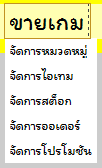 ขายเกม
จัดการหมวดหมู่
จัดการไอเทม
จัดการสต็อก
จัดการออเดอร์
จัดการโปรโมชัน